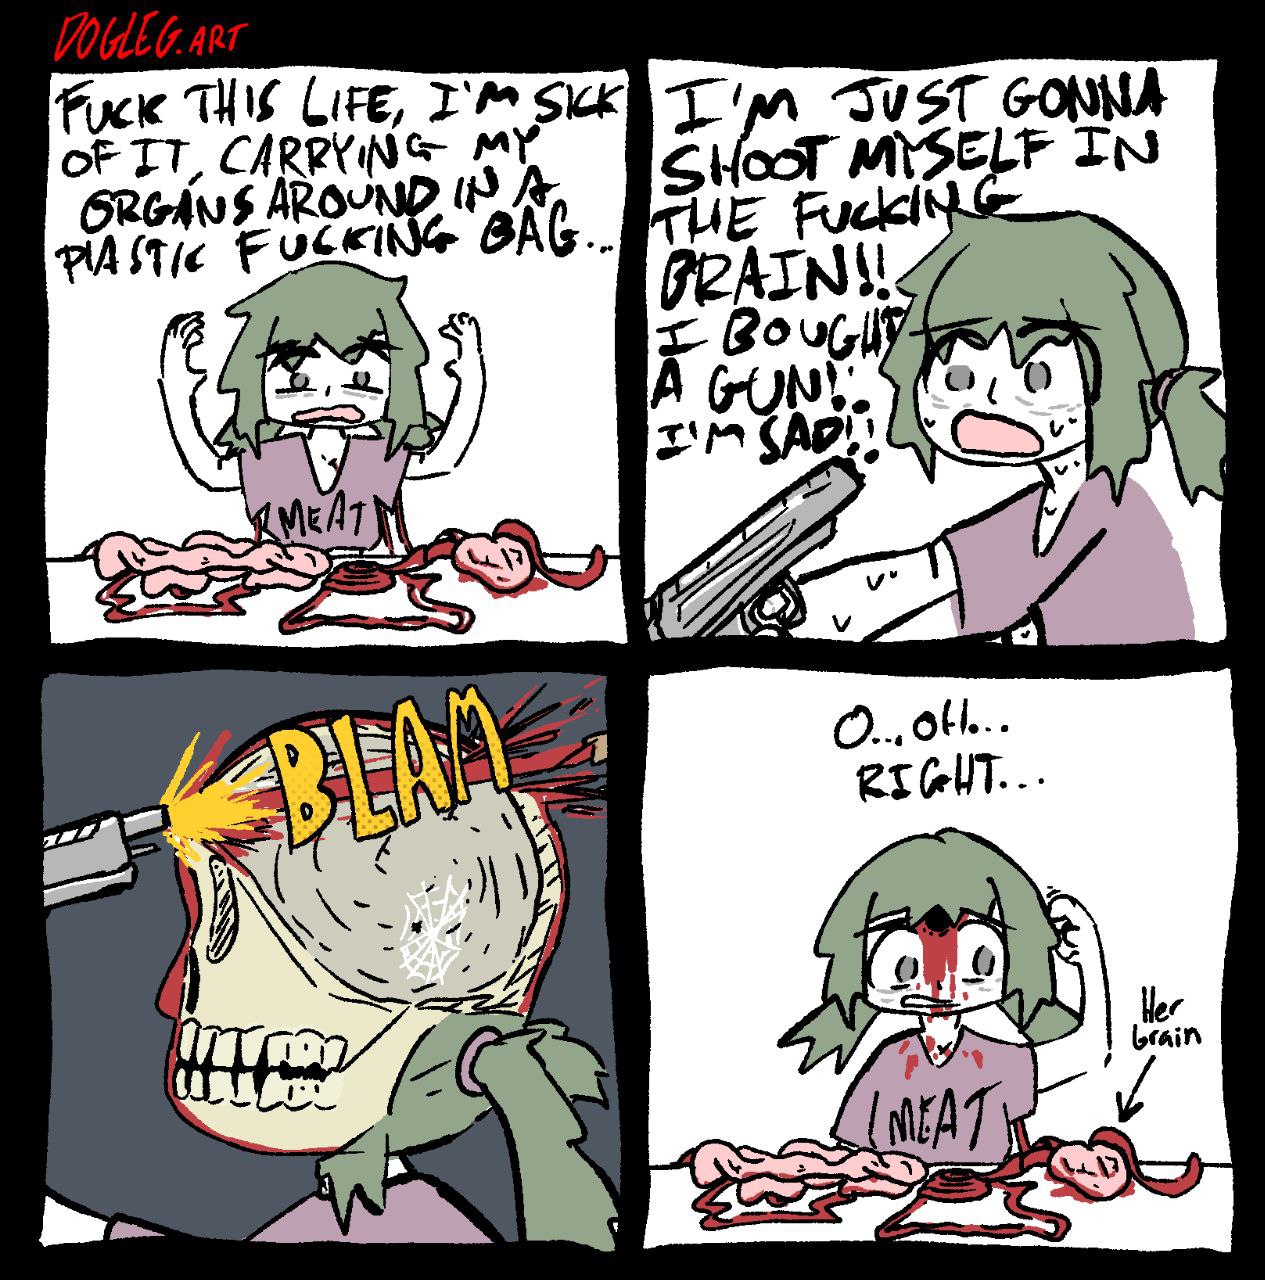 DOGLEG.ART
FUCK THIS LIFE, I'M SICK
OF IT, CARRYING MY
ORGANS AROUND IN A
PLASTIC FUCKING BAG...
I'M JUST GONNA
SHOOT MYSELF IN
THE FUCKING
BRAIN!!
I BOUGHT
A GUN!!
I'M SAD!!
MEAT
BLAM
O...OH...
RIGHT...
Her
brain
MEAT